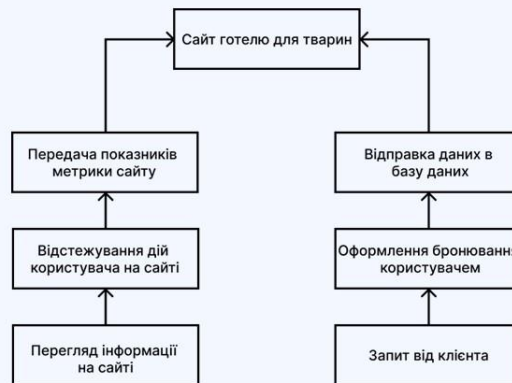 Сайт готелю для тварин
Передача показників
метрики сайту
Відправка даних в
базу даних
Відстежування дій
користувача на сайті
Оформлення бронювання
користувачем
Перегляд інформації
на сайті
Запит від клієнта